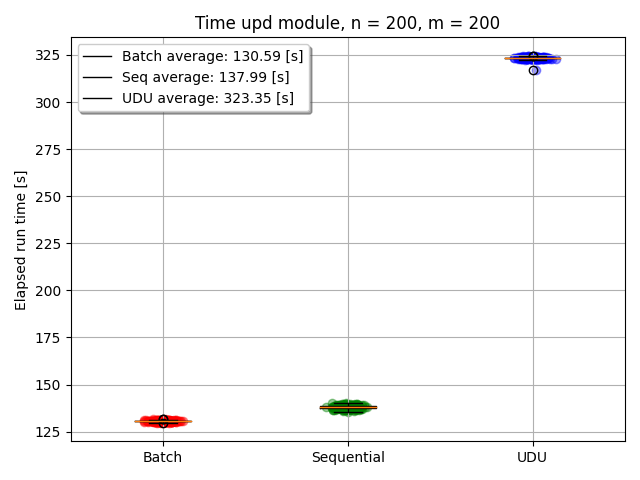 Time upd module, n = 200, m = 200
Batch average: 130.59 [s]
Seq average: 137.99 [s]
UDU average: 323.35 [s]
Elapsed run time [s]
325
300
275
250
225
200
175
150
125
Batch
Sequential
UDU